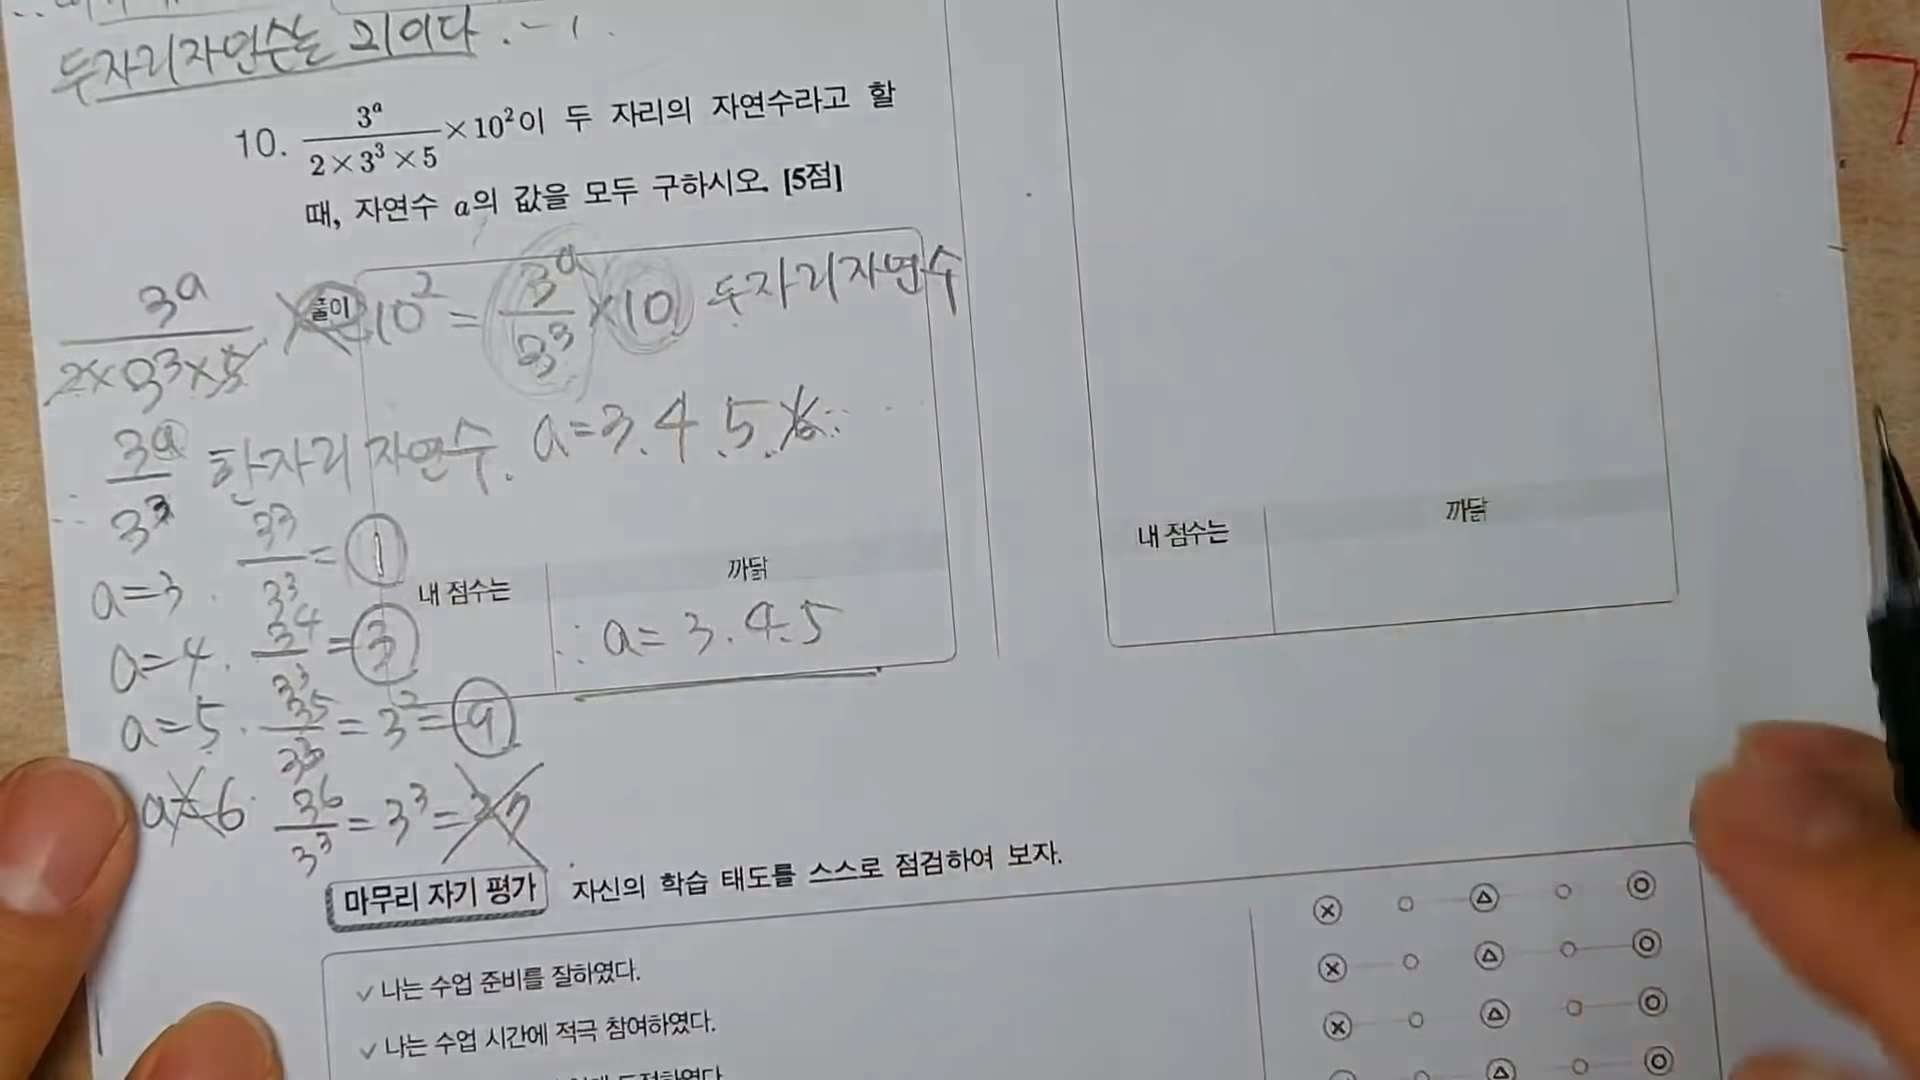 두자리자연수는 21이다.
10. 3^a / (2×3^3×5) ×10^2이 두 자리의 자연수라고 할
때, 자연수 a의 값을 모두 구하시오. [5점]
풀이
3^a / (2×3^3×5) × 10^2 = 3^a / 3^3 ×10 두자리자연수
∴ 3^a / 3^3 한자리 자연수. a=3.4.5.6
a=3. 3^3 / 3^3 = 1
a=4. 3^4 / 3^3 = 3
a=5. 3^5 / 3^3 = 3^2 = 9
a=6. 3^6 / 3^3 = 3^3 = 27
내 점수는 까닭
∴ a= 3.4.5
내 점수는 까닭
마무리 자기 평가 자신의 학습 태도를 스스로 점검하여 보자.
✓ 나는 수업 준비를 잘하였다.
✓ 나는 수업 시간에 적극 참여하였다.